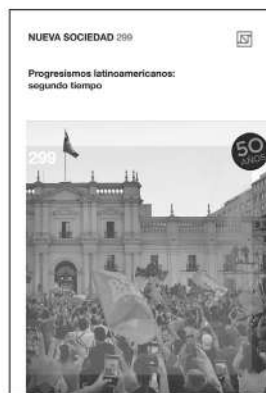 NUEVA SOCIEDAD 299
Progresismos latinoamericanos:
segundo tiempo
299
50
AÑOS